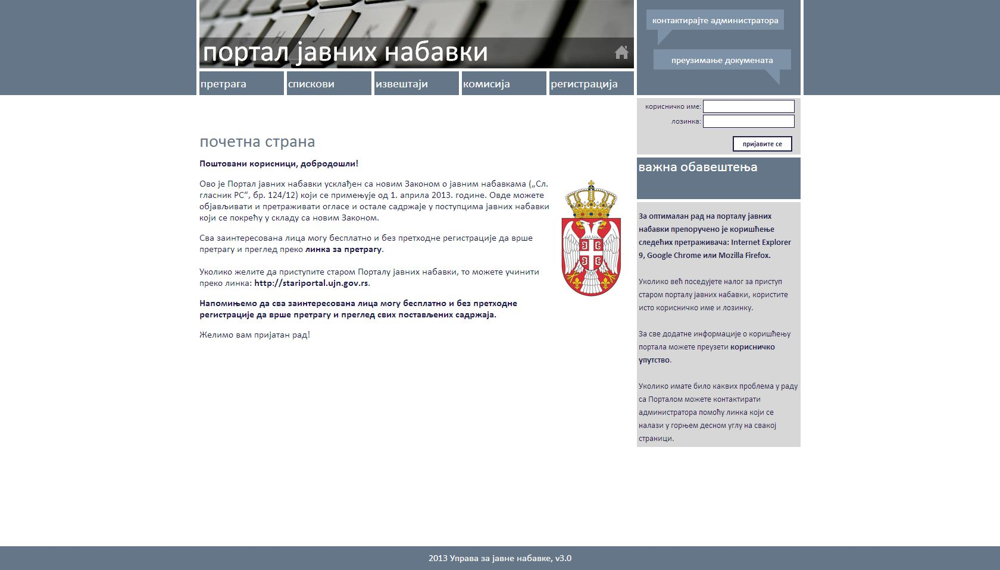 портал јавних набавки
контактирајте администратора
преузимање докумената
претрага
спискови
извештаји
комисија
регистрација
корисничко име:
лозинка:
пријавите се
почетна страна
Поштовани корисници, добродошли!
Ово је Портал јавних набавки усклађен са новим Законом о јавним набавкама („Сл.
гласник РС“, бр. 124/12) који се примењује од 1. априла 2013. године. Овде можете
објављивати и претраживати огласе и остале садржаје у поступцима јавних набавки
који се покрећу у складу са новим Законом.
Сва заинтересована лица могу бесплатно и без претходне регистрације да врше
претрагу и преглед преко линка за претрагу.
Уколико желите да приступите старом Порталу јавних набавки, то можете учинити
преко линка: http://stariportal.ujn.gov.rs.
Напомињемо да сва заинтересована лица могу бесплатно и без претходне
регистрације да врше претрагу и преглед свих постављених садржаја.
Желимо вам пријатан рад!
важна обавештења
За оптималан рад на порталу јавних
набавки препоручено је коришћење
следећих претраживача: Internet Explorer
9, Google Chrome или Mozilla Firefox.
Уколико већ поседујете налог за приступ
старом порталу јавних набавки, користите
исто корисничко име и лозинку.
За све додатне информације о коришћењу
портала можете преузети корисничко
упутство.
Уколико имате било каквих проблема у раду
са Порталом можете контактирати
администратора помоћу линка који се
налази у горњем десном углу на свакој
страници.
2013 Управа за јавне набавке, v3.0